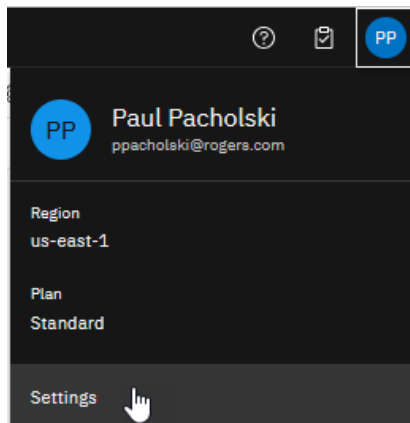 PP
PP
Paul Pacholski
ppacholski@rogers.com
Region
us-east-1
Plan
Standard
Settings